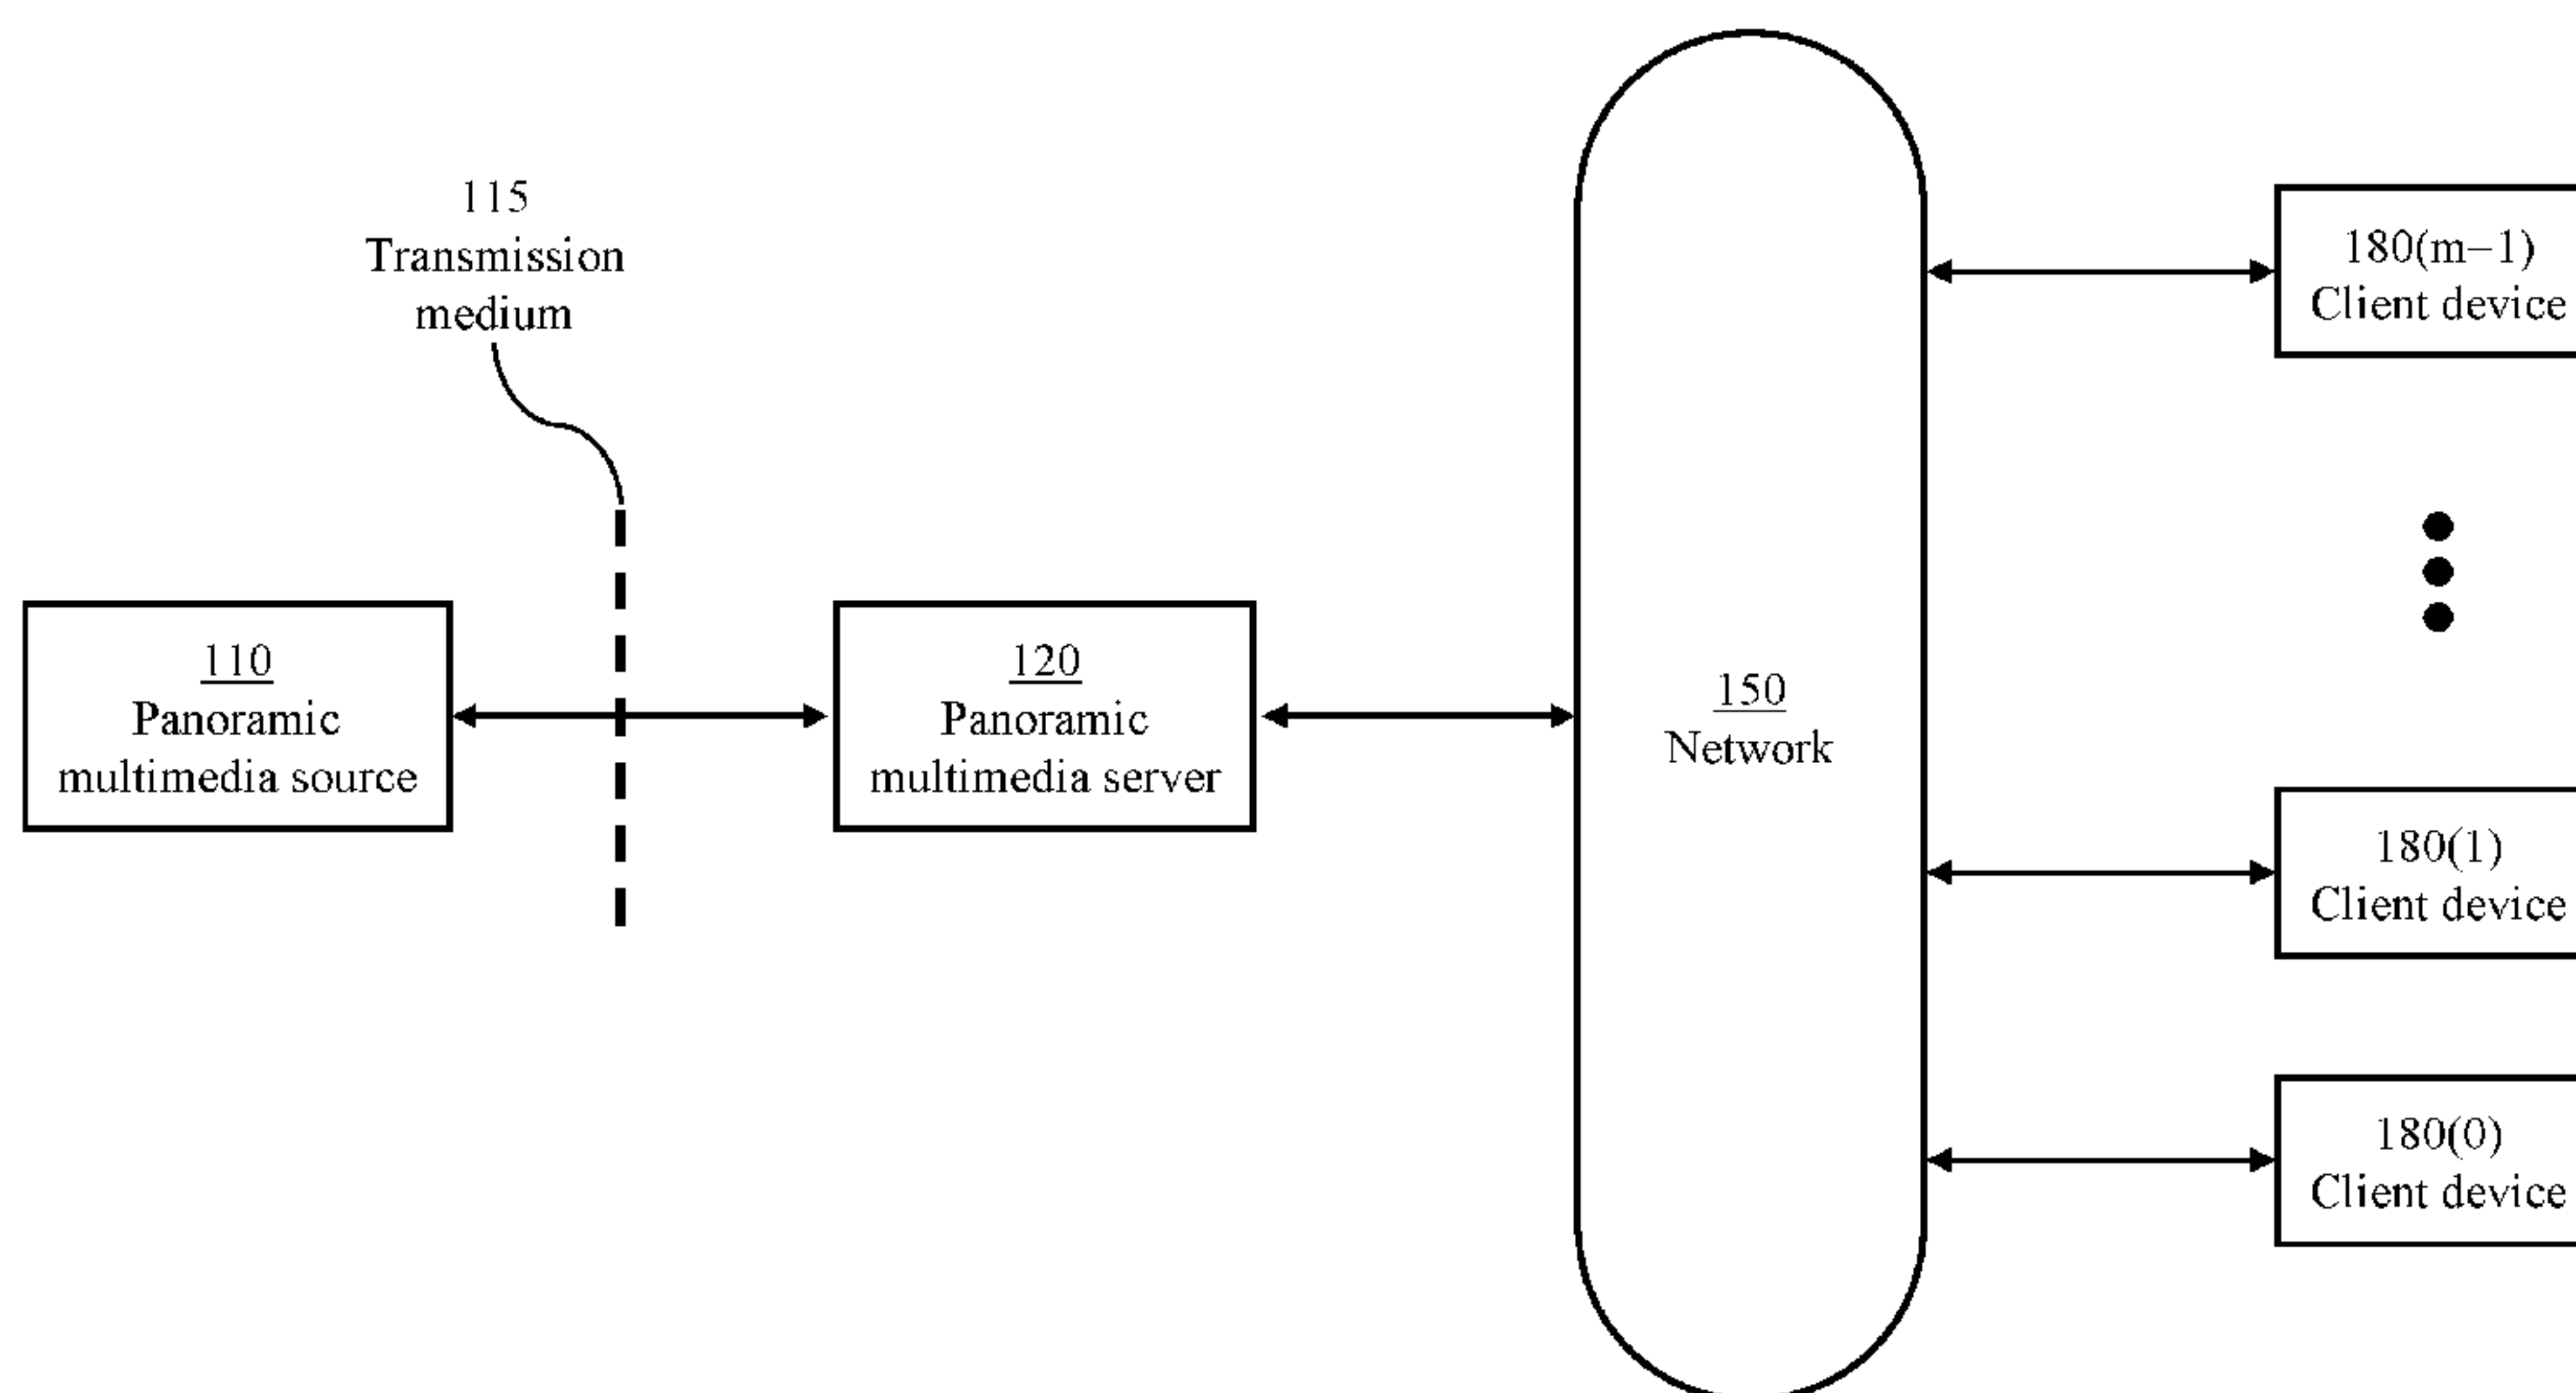 115
Transmission
medium
110
Panoramic
multimedia source
120
Panoramic
multimedia server
150
Network
180(m−1)
Client device
180(1)
Client device
180(0)
Client device